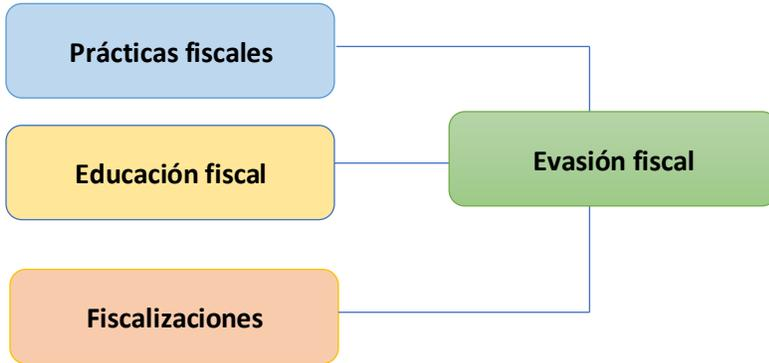 Prácticas fiscales
Educación fiscal
Evasión fiscal
Fiscalizaciones